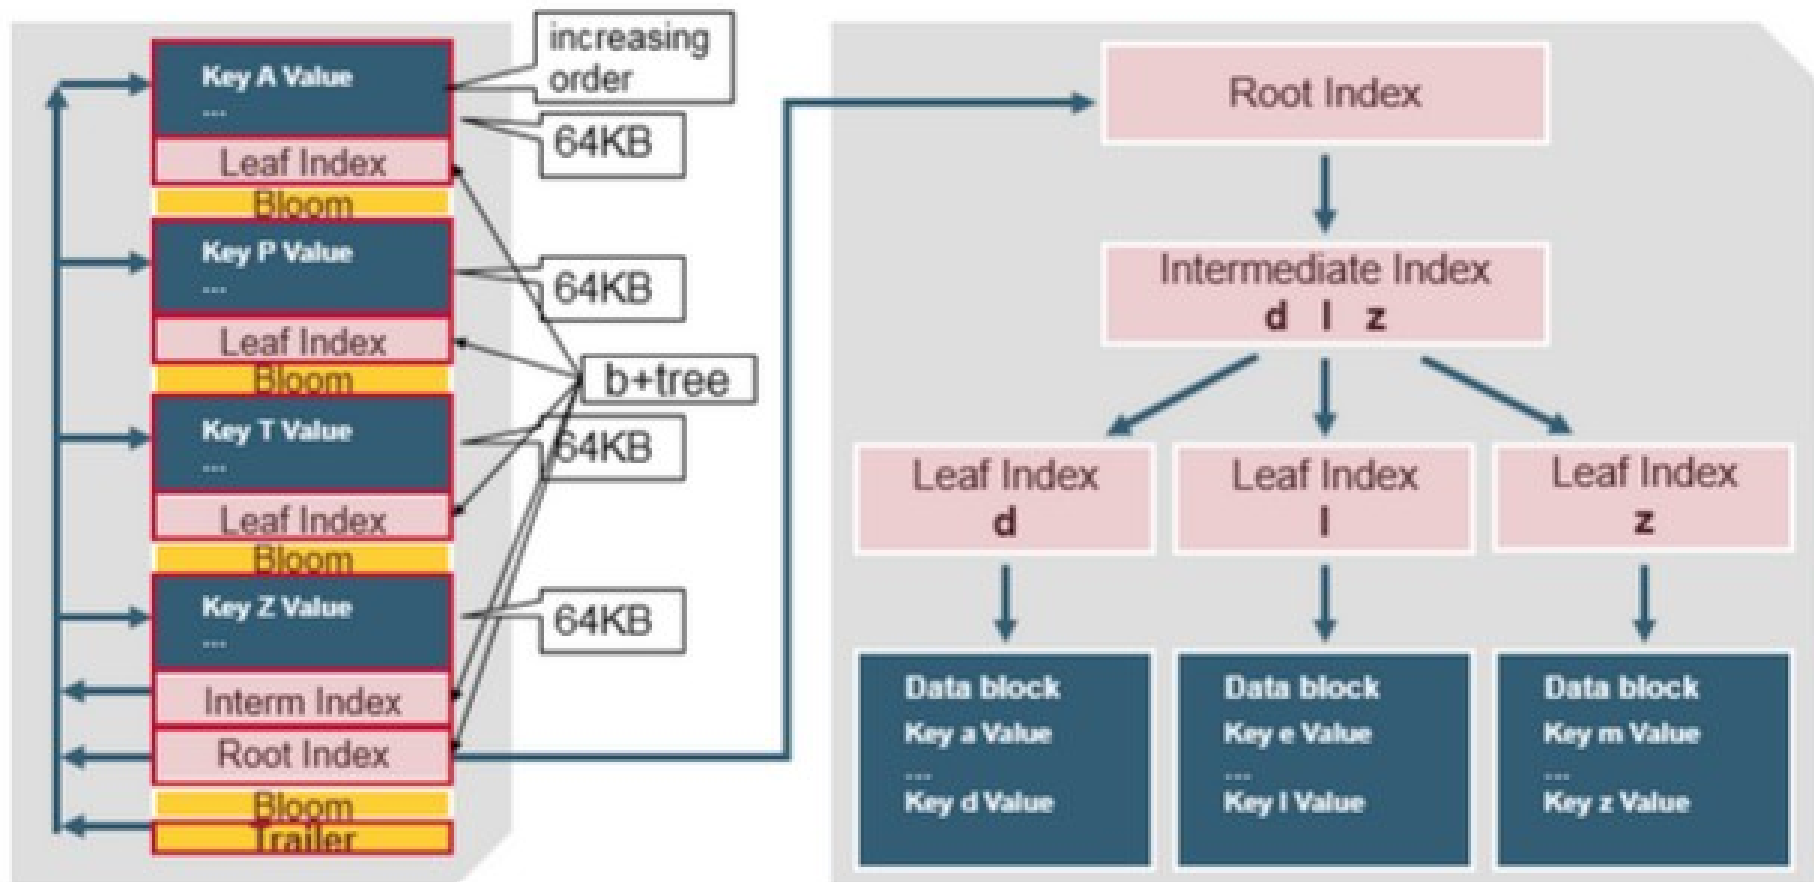 Key A Value
...
Leaf Index
Bloom
Key P Value
...
Leaf Index
Bloom
Key T Value
...
Leaf Index
Bloom
Key Z Value
...
Interm Index
Root Index
Bloom
Trailer
increasing
order
64KB
64KB
b+tree
64KB
64KB
Root Index
Intermediate Index
d l z
Leaf Index
d
Leaf Index
l
Leaf Index
z
Data block
Key a Value
...
Key d Value
Data block
Key e Value
...
Key l Value
Data block
Key m Value
...
Key z Value